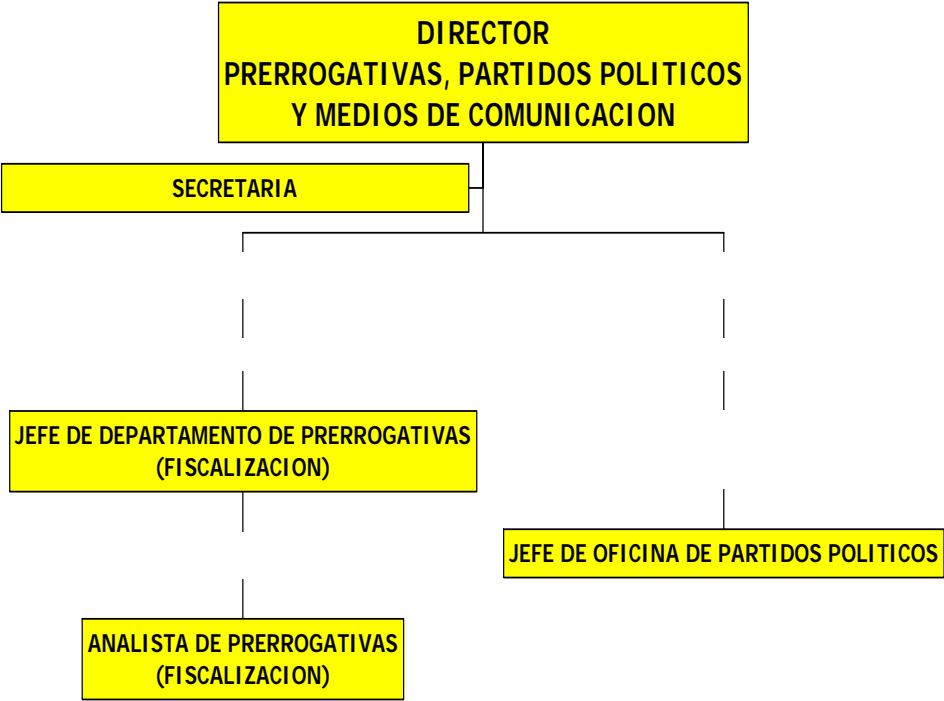 DIRECTOR
PRERROGATIVAS, PARTIDOS POLITICOS
Y MEDIOS DE COMUNICACION
SECRETARIA
JEFE DE DEPARTAMENTO DE PRERROGATIVAS
(FISCALIZACION)
JEFE DE OFICINA DE PARTIDOS POLITICOS
ANALISTA DE PRERROGATIVAS
(FISCALIZACION)